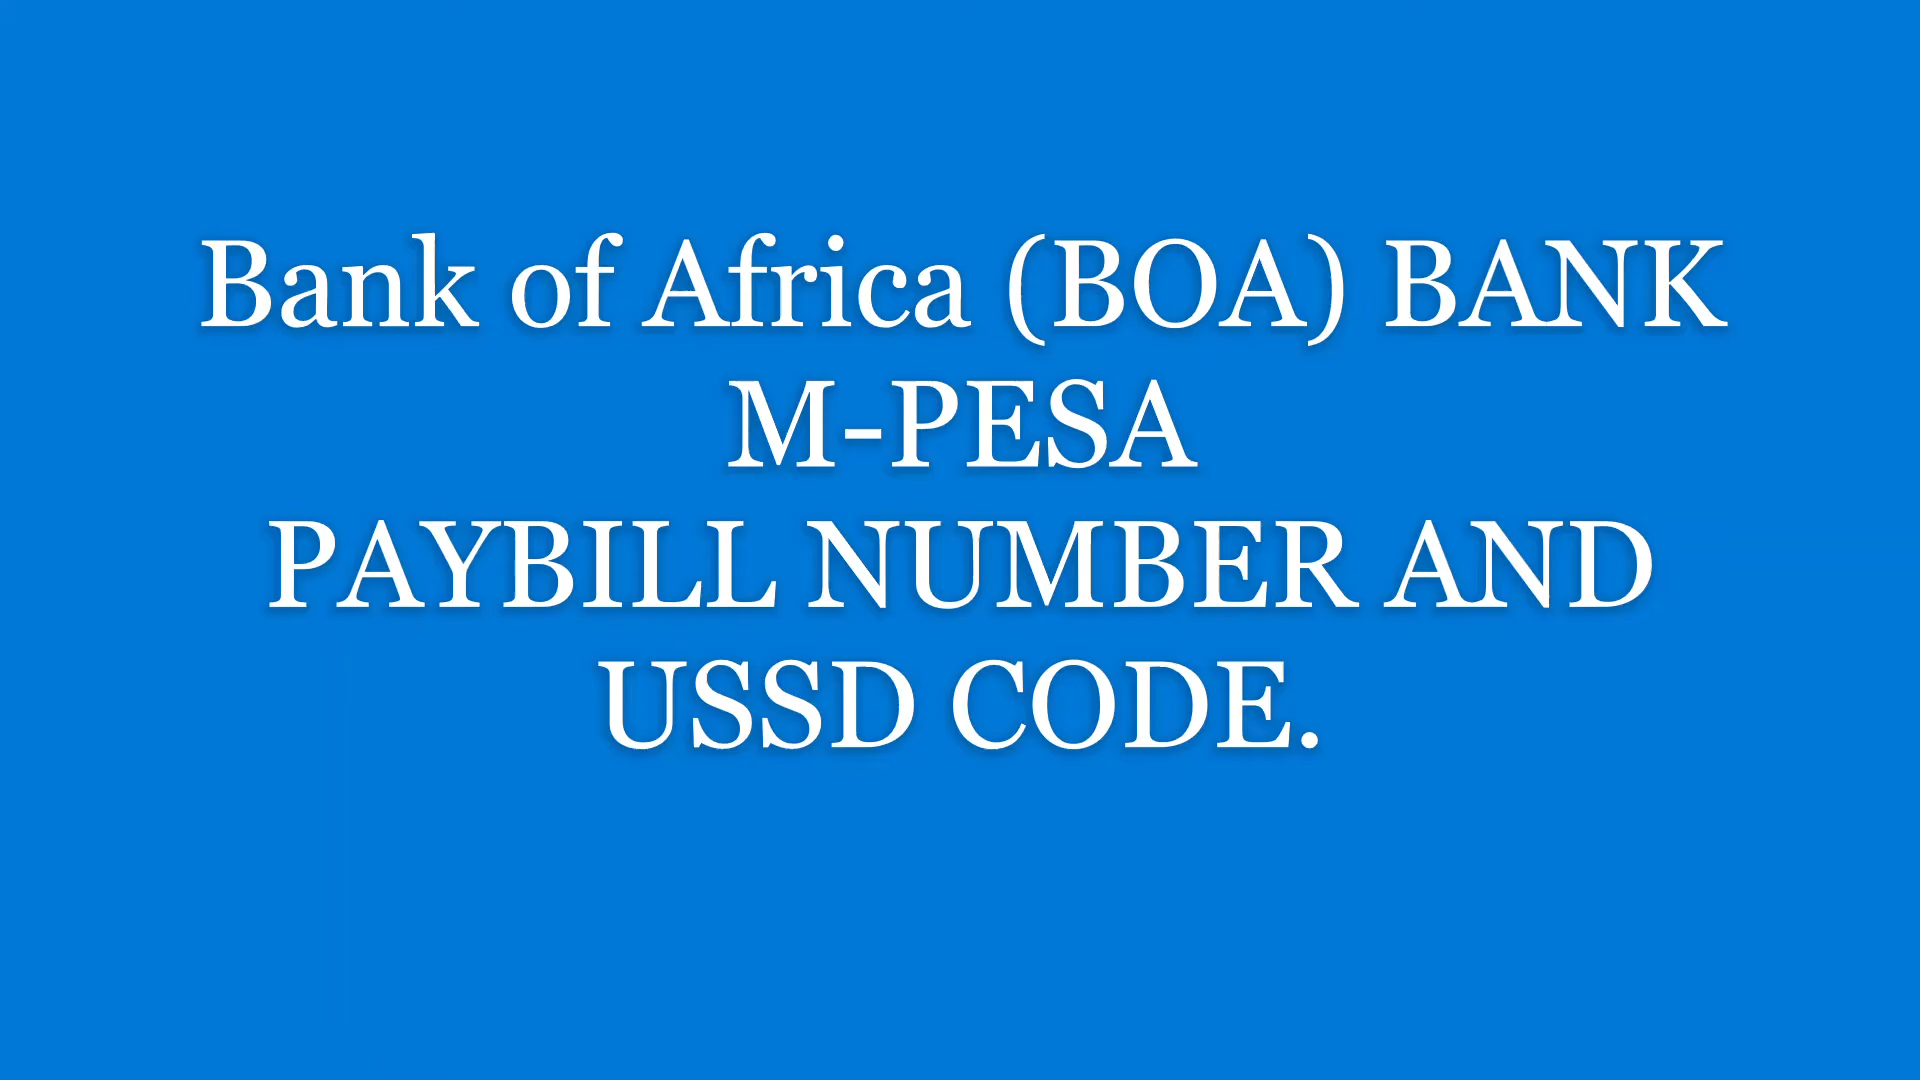 Bank of Africa (BOA) BANK
M-PESA
PAYBILL NUMBER AND
USSD CODE.